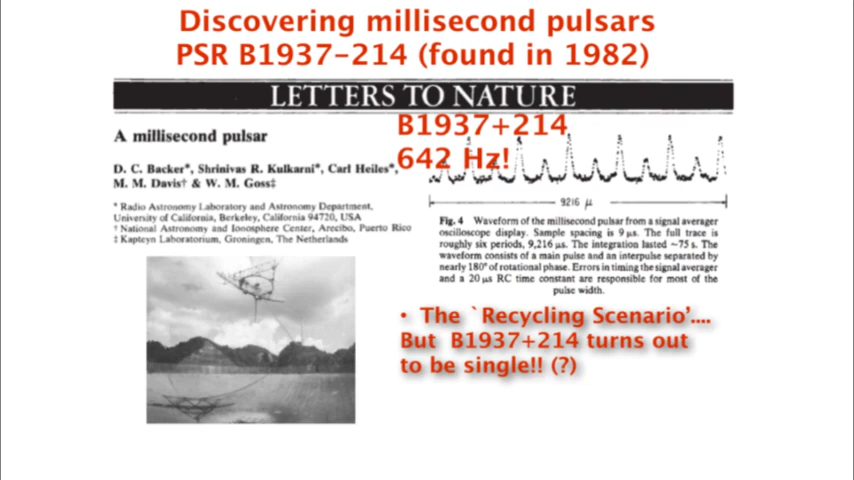 Discovering millisecond pulsars
PSR B1937-214 (found in 1982)
LETTERS TO NATURE
A millisecond pulsar
D. C. Backer*, Shrinivas R. Kulkarni*, Carl Heiles*,
M. M. Davis† & W. M. Goss‡
* Radio Astronomy Laboratory and Astronomy Department,
University of California, Berkeley, California 94720, USA
† National Astronomy and Ionosphere Center, Arecibo, Puerto Rico
‡ Kapteyn Laboratorium, Groningen, The Netherlands
B1937+214
642 Hz!
9216 μ
Fig. 4 Waveform of the millisecond pulsar from a signal averager
oscilloscope display. Sample spacing is 9 μs. The full trace is
roughly six periods, 9,216 μs. The integration lasted ~75 s. The
waveform consists of a main pulse and an interpulse separated by
nearly 180° of rotational phase. Errors in timing the signal averager
and a 20 μs RC time constant are responsible for most of the
pulse width.
• The `Recycling Scenario'....
But B1937+214 turns out
to be single!! (?)